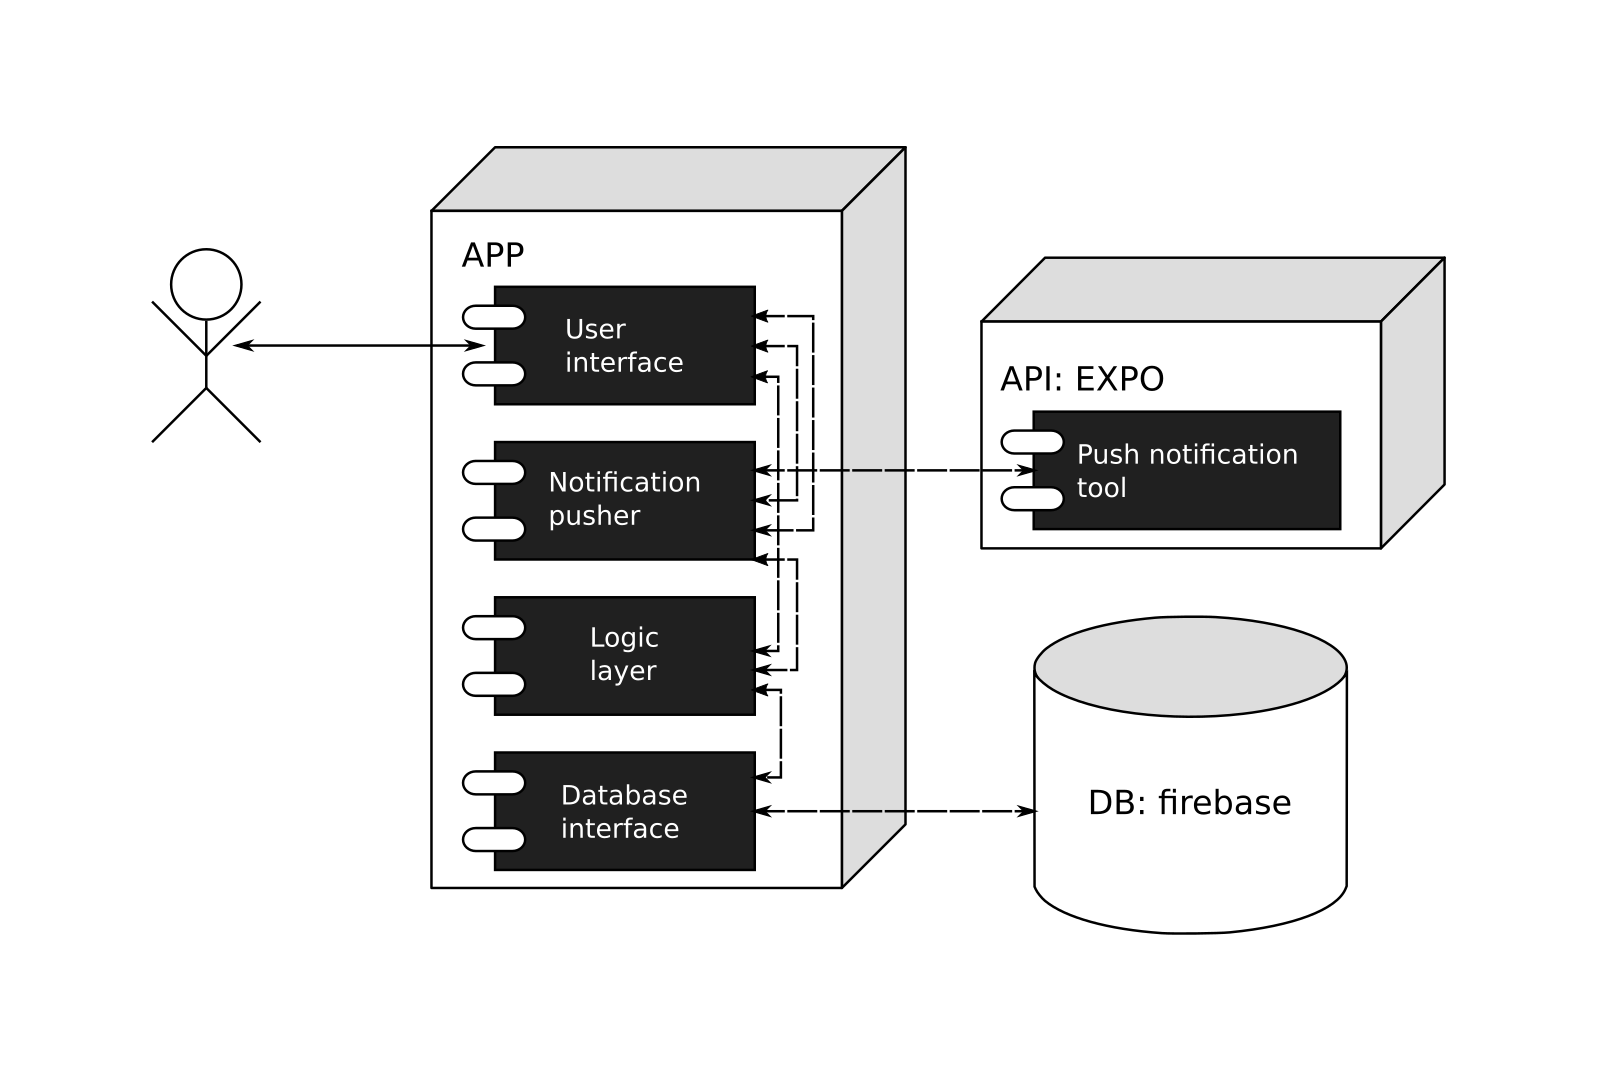 APP
User
interface
Notification
pusher
Logic
layer
Database
interface
API: EXPO
Push notification
tool
DB: firebase